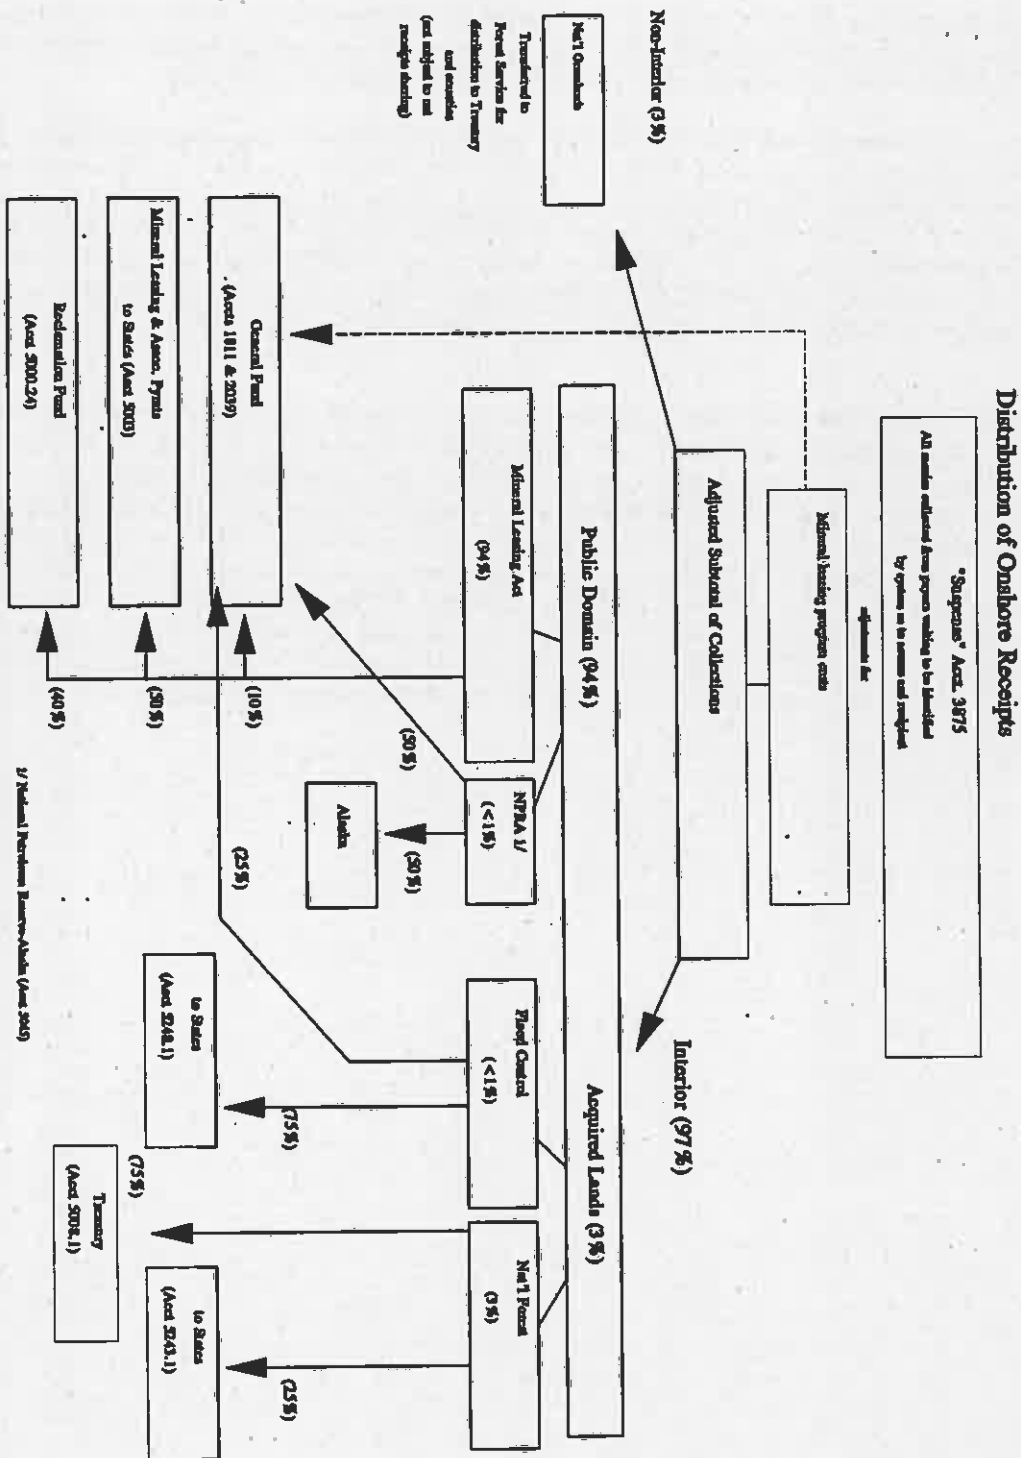 Distribution of Onshore Receipts
"Suspense" Acct. 3875
All monies collected from payors waiting to be identified
by system as to source and recipient
adjustments for
Mineral leasing program costs
Adjusted Subtotal of Collections
Non-Interior (3%)
Interior (97%)
Nat'l Grasslands
Transferred to
Forest Service for
distribution to Treasury
and counties
(not subject to net
receipts sharing)
Public Domain (94%)
Acquired Lands (3%)
Mineral Leasing Act
(94%)
NPRA 1/
(<1%)
Flood Control
(<1%)
Nat'l Forest
(3%)
(50%)
(50%)
Alaska
(10%)
(50%)
(40%)
(25%)
(75%)
(25%)
(75%)
General Fund
(Accts 1811 & 2039)
Mineral Leasing & Assoc. Pymts
to States (Acct 5003)
Reclamation Fund
(Acct 5000.24)
to States
(Acct 5248.1)
Treasury
(Acct 5008.1)
to States
(Acct 5243.1)
1/ National Petroleum Reserve-Alaska (Acct 5045)